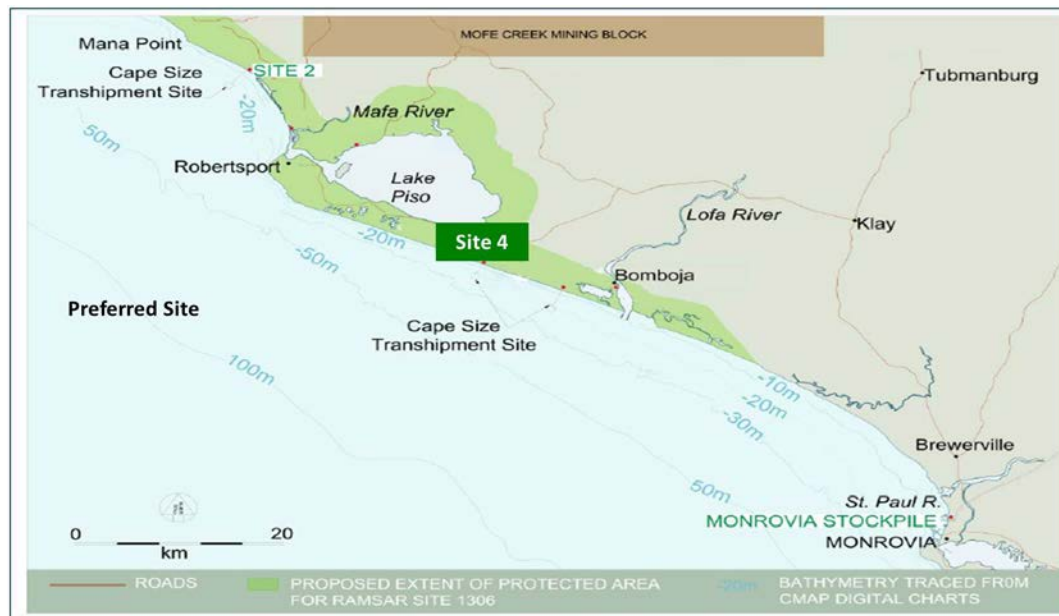 MOFE CREEK MINING BLOCK
Mana Point
Cape Size
Transhipment Site
SITE 2
-20m
50m
Mafa River
Tubmanburg
Robertsport
Lake
Piso
Lofa River
Klay
-20m
-50m
Site 4
Bomboja
Preferred Site
Cape Size
Transhipment Site
100m
-10m
-20m
-30m
Brewerville
50m
St. Paul R.
MONROVIA STOCKPILE
MONROVIA
0 20
km
ROADS
PROPOSED EXTENT OF PROTECTED AREA
FOR RAMSAR SITE 1306
-20m
BATHYMETRY TRACED FR0M
CMAP DIGITAL CHARTS